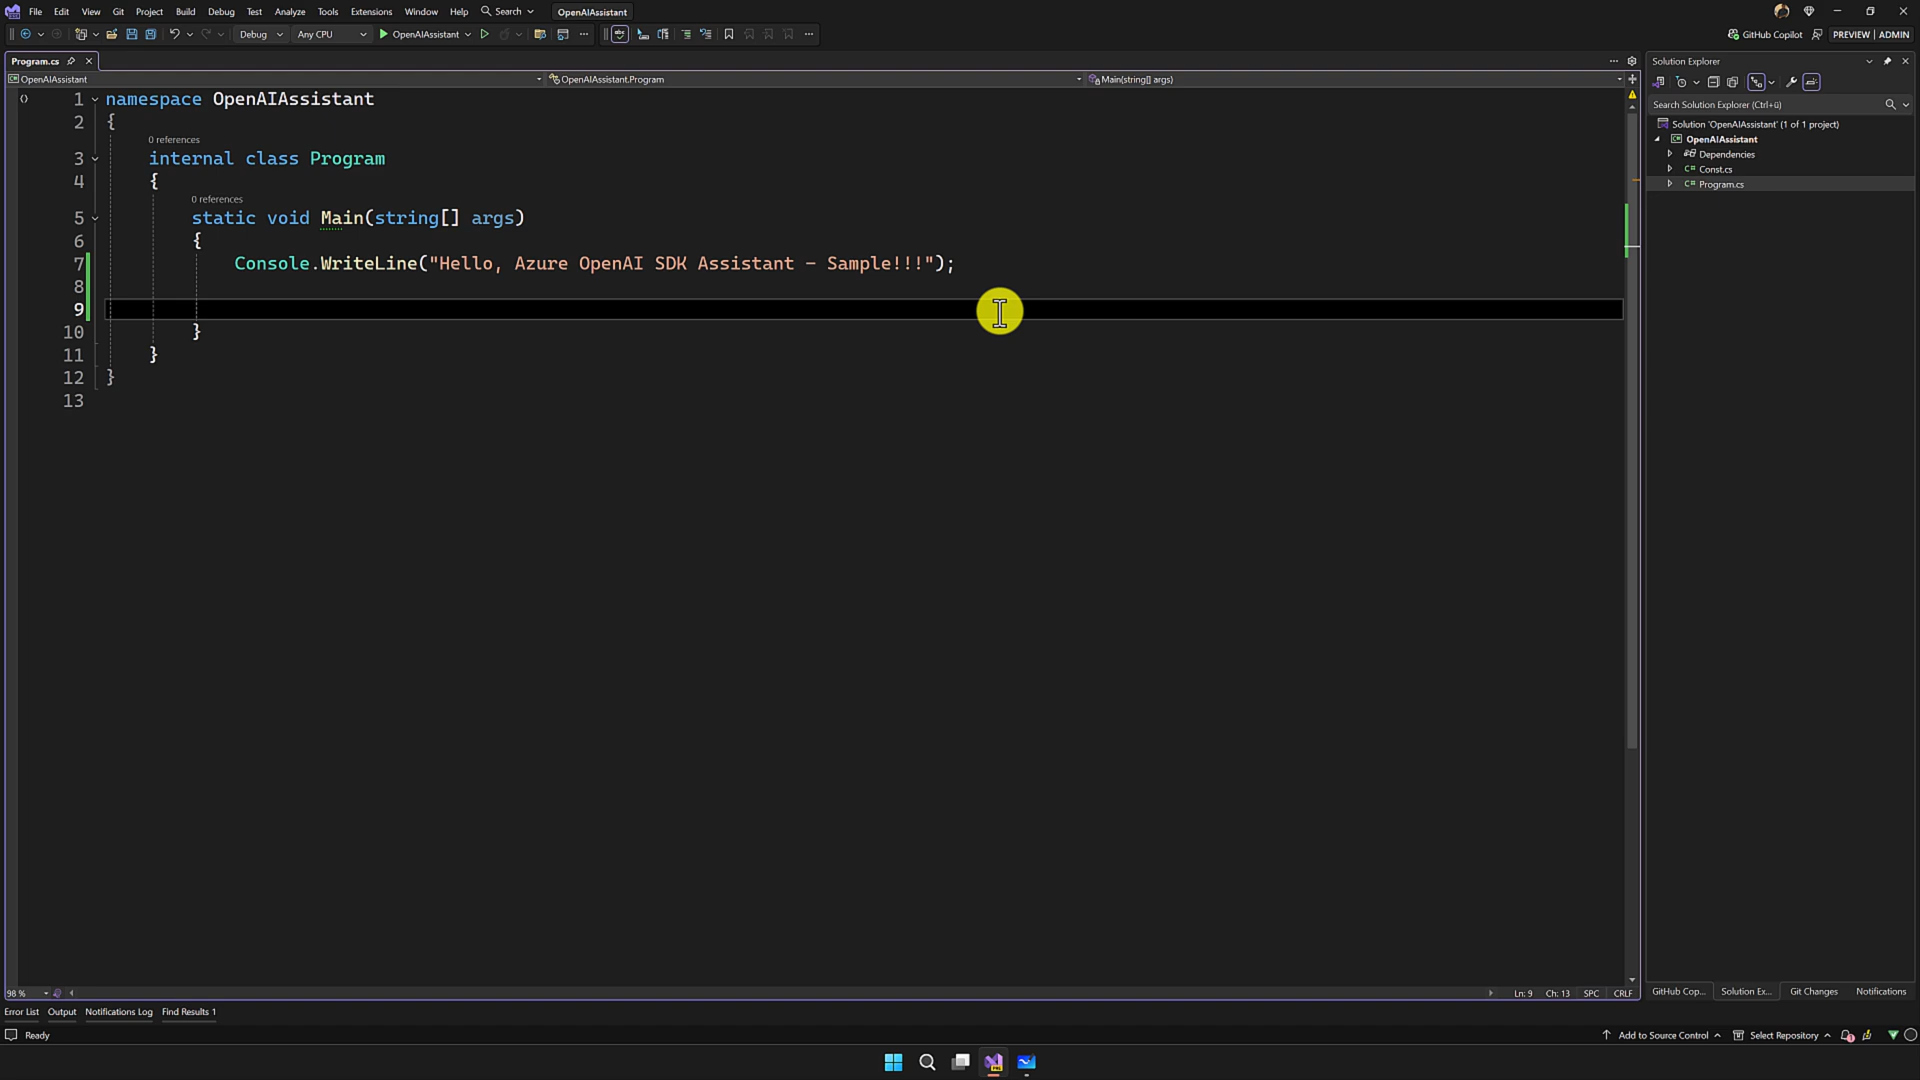 File Edit View Git Project Build Debug Test Analyze Tools Extensions Window Help Search OpenAIAssistant
Debug Any CPU OpenAIAssistant GitHub Copilot PREVIEW | ADMIN
Program.cs
OpenAIAssistant OpenAIAssistant.Program Main(string[] args)
1 namespace OpenAIAssistant
2 {
0 references
3 internal class Program
4 {
0 references
5 static void Main(string[] args)
6 {
7 Console.WriteLine("Hello, Azure OpenAI SDK Assistant - Sample!!!");
8
9
10 }
11 }
12 }
13
Solution Explorer
Search Solution Explorer (Ctrl+ü)
Solution 'OpenAIAssistant' (1 of 1 project)
OpenAIAssistant
Dependencies
C# Const.cs
C# Program.cs
98 % Ln: 9 Ch: 13 SPC CRLF
GitHub Cop... Solution Ex... Git Changes Notifications
Error List Output Notifications Log Find Results 1
Ready Add to Source Control Select Repository